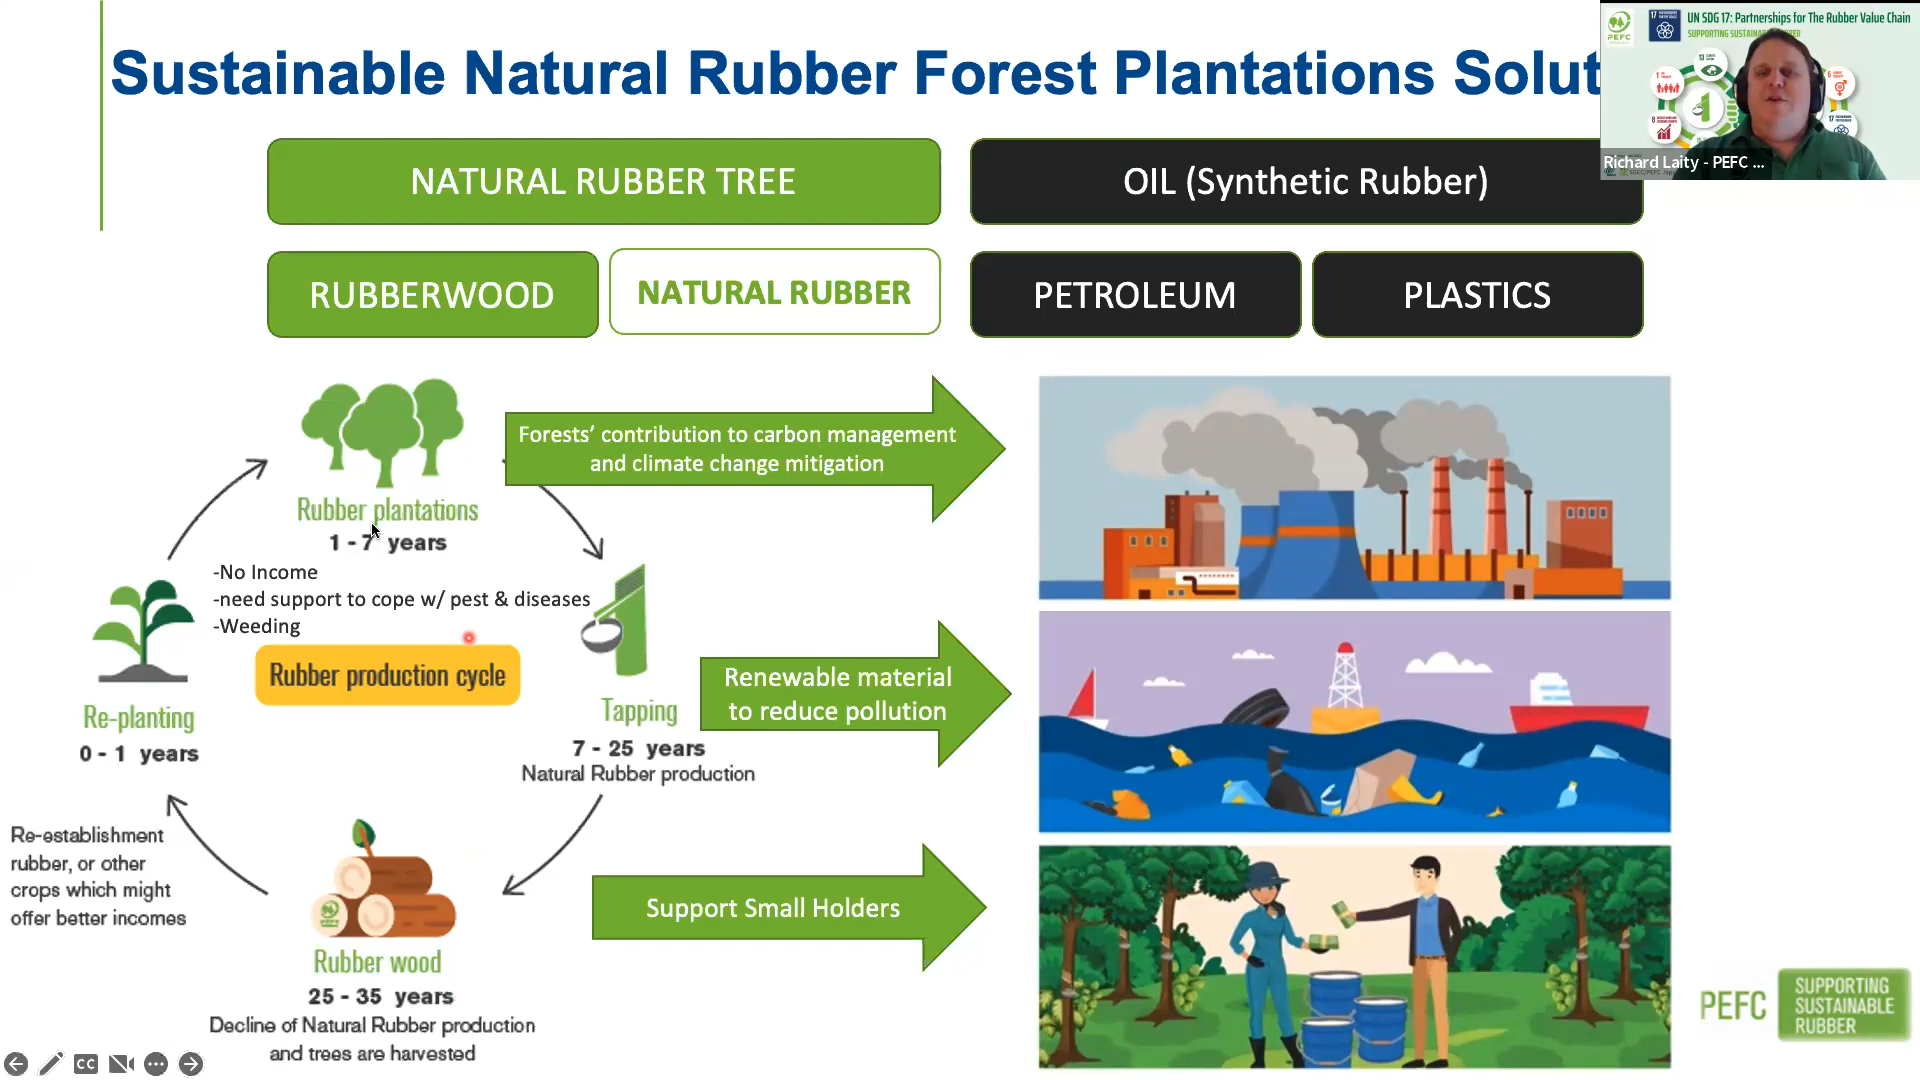 Sustainable Natural Rubber Forest Plantations Solut
UN SDG 17: Partnerships for The Rubber Value Chain
PEFC
Richard Laity - PEFC ...
NATURAL RUBBER TREE
OIL (Synthetic Rubber)
RUBBERWOOD
NATURAL RUBBER
PETROLEUM
PLASTICS
Forests' contribution to carbon management
and climate change mitigation
Rubber plantations
1 - 7 years
-No Income
-need support to cope w/ pest & diseases
-Weeding
Rubber production cycle
Re-planting
0 - 1 years
Tapping
7 - 25 years
Natural Rubber production
Renewable material
to reduce pollution
Re-establishment
rubber, or other
crops which might
offer better incomes
Support Small Holders
Rubber wood
25 - 35 years
Decline of Natural Rubber production
and trees are harvested
PEFC
SUPPORTING
SUSTAINABLE
RUBBER
CC